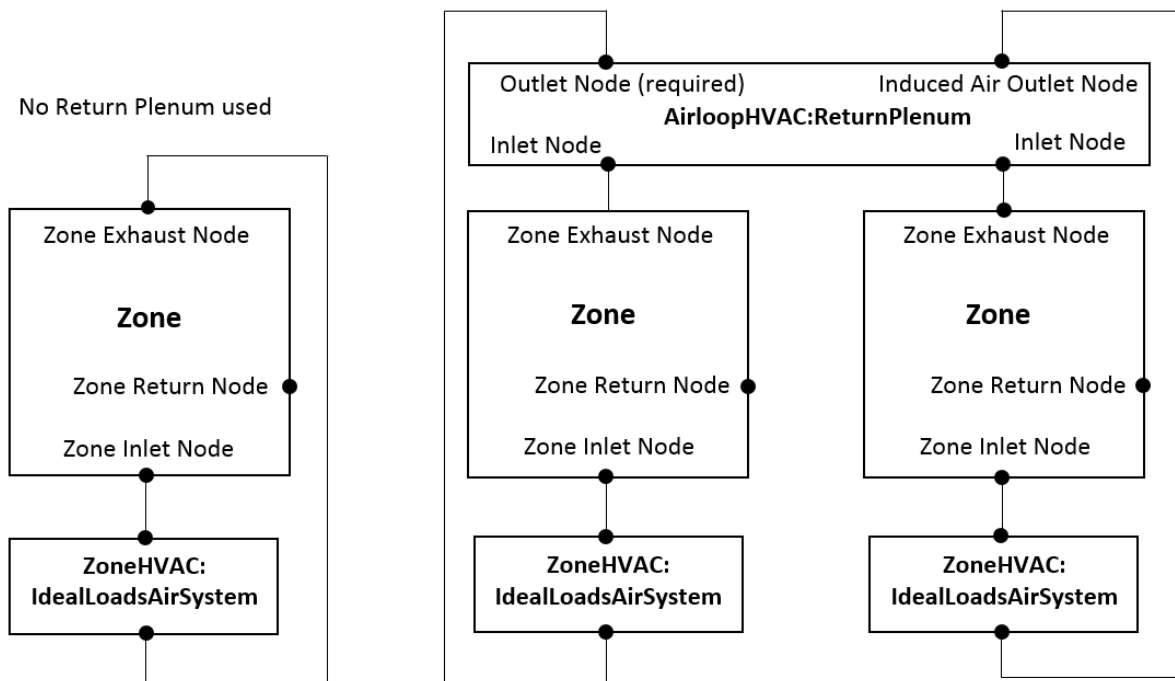 No Return Plenum used
Zone Exhaust Node
Zone
Zone Return Node
Zone Inlet Node
ZoneHVAC:
IdealLoadsAirSystem
Outlet Node (required)
Induced Air Outlet Node
AirloopHVAC:ReturnPlenum
Inlet Node
Inlet Node
Zone Exhaust Node
Zone
Zone Return Node
Zone Inlet Node
ZoneHVAC:
IdealLoadsAirSystem
Zone Exhaust Node
Zone
Zone Return Node
Zone Inlet Node
ZoneHVAC:
IdealLoadsAirSystem